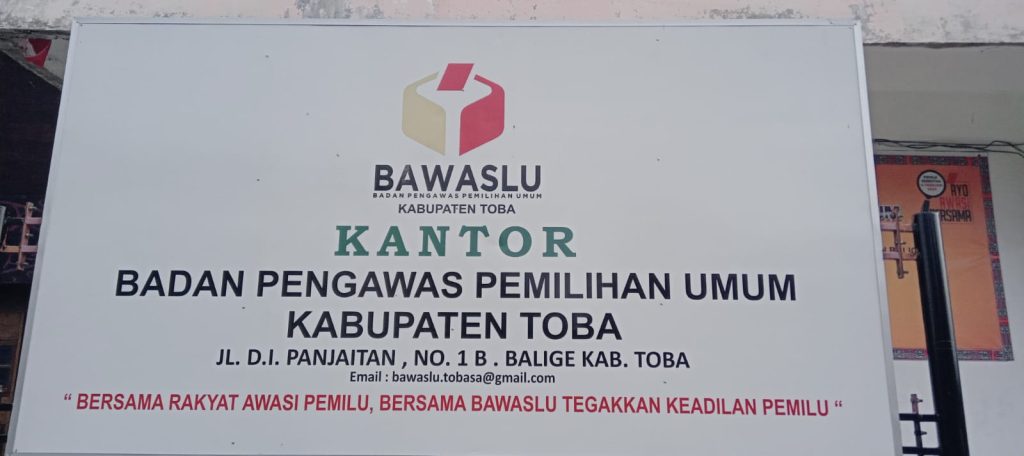 BAWASLU
BADAN PENGAWAS PEMILIHAN UMUM
KABUPATEN TOBA
KANTOR
BADAN PENGAWAS PEMILIHAN UMUM
KABUPATEN TOBA
JL. D.I. PANJAITAN , NO. 1 B . BALIGE KAB. TOBA
Email : bawaslu.tobasa@gmail.com
“ BERSAMA RAKYAT AWASI PEMILU, BERSAMA BAWASLU TEGAKKAN KEADILAN PEMILU “
AYO
AWASI
BERSAMA